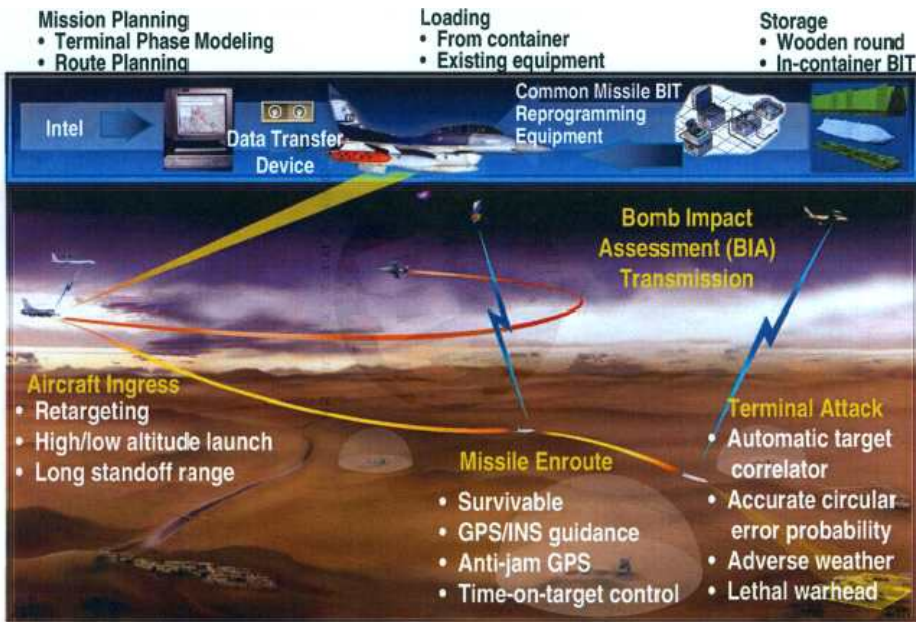 Mission Planning
• Terminal Phase Modeling
• Route Planning
Loading
• From container
• Existing equipment
Storage
• Wooden round
• In-container BIT
Intel
Data Transfer
Device
Common Missile BIT
Reprogramming
Equipment
Bomb Impact
Assessment (BIA)
Transmission
Aircraft Ingress
• Retargeting
• High/low altitude launch
• Long standoff range
Missile Enroute
• Survivable
• GPS/INS guidance
• Anti-jam GPS
• Time-on-target control
Terminal Attack
• Automatic target
correlator
• Accurate circular
error probability
• Adverse weather
• Lethal warhead